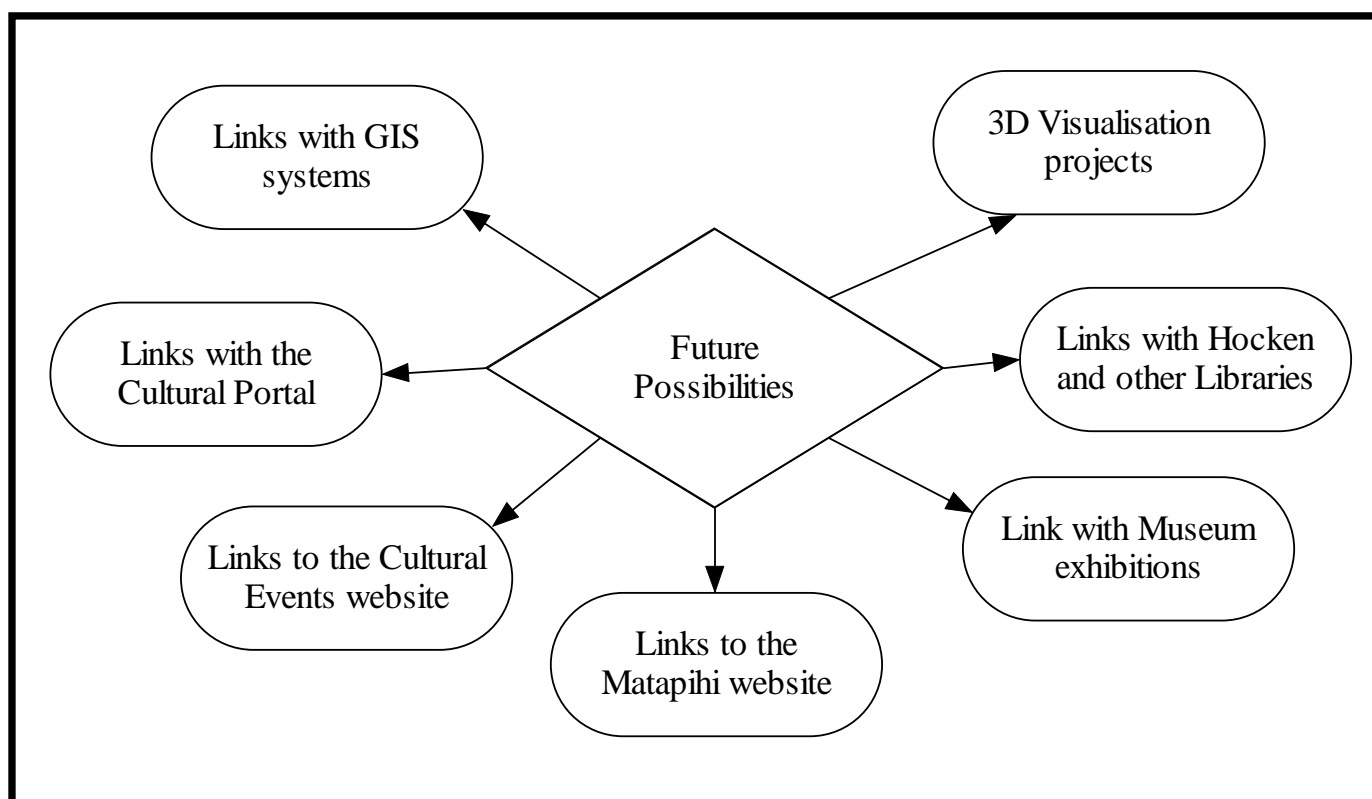 Links with GIS
systems
3D Visualisation
projects
Links with the
Cultural Portal
Future
Possibilities
Links with Hocken
and other Libraries
Links to the Cultural
Events website
Links to the
Matapihi website
Link with Museum
exhibitions